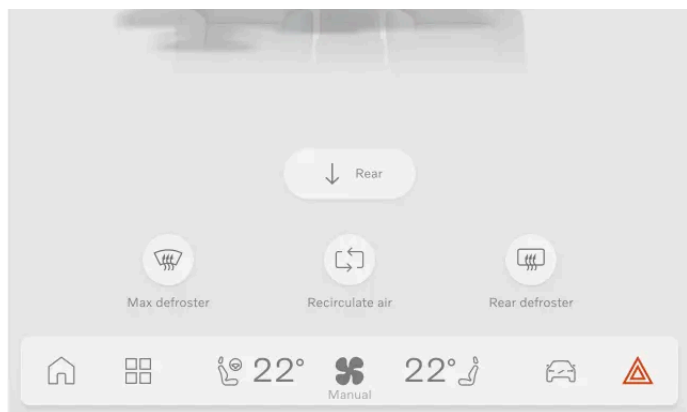 Rear
Max defroster
Recirculate air
Rear defroster
22° 22°
Manual